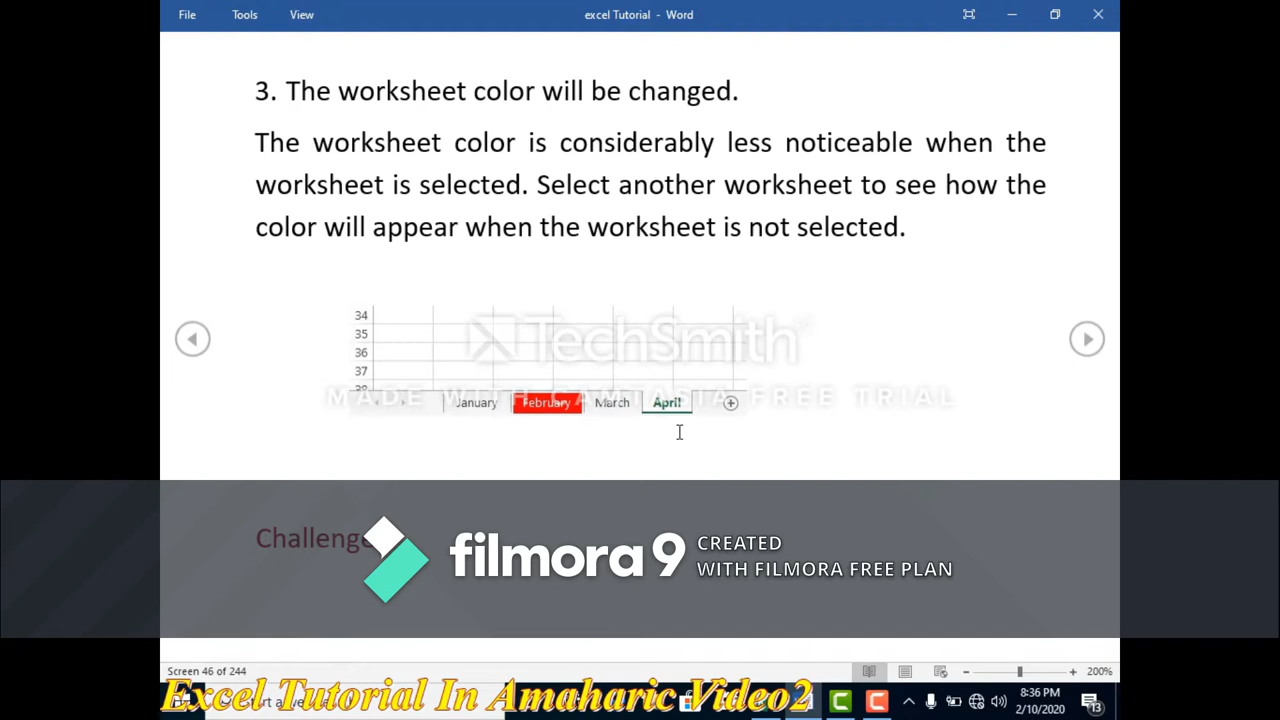 File Tools View excel Tutorial - Word
3. The worksheet color will be changed.
The worksheet color is considerably less noticeable when the
worksheet is selected. Select another worksheet to see how the
color will appear when the worksheet is not selected.
34
35
36
37
38
TechSmith
MADE WITH CAMTASIA FREE TRIAL
January February March April
Challenge
filmora9 CREATED
WITH FILMORA FREE PLAN
Screen 46 of 244 200%
Excel Tutorial In Amaharic Video2
8:36 PM
2/10/2020
13